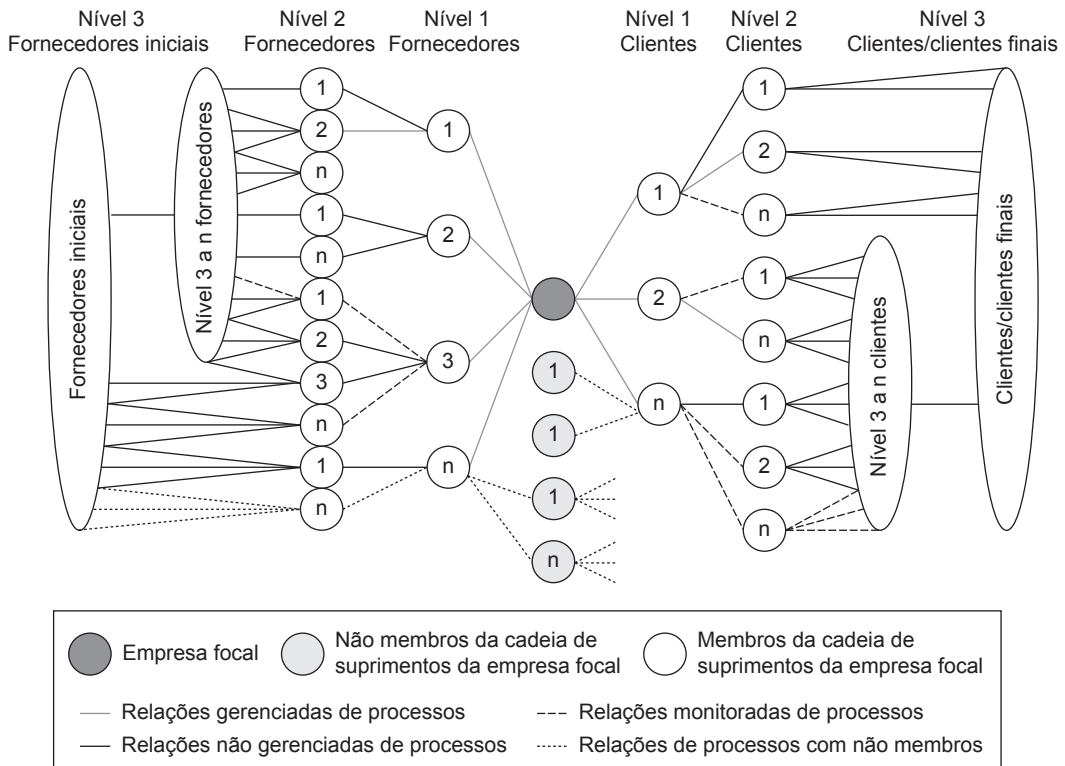 Nível 3
Fornecedores iniciais
Nível 2
Fornecedores
Nível 1
Fornecedores
Nível 1
Clientes
Nível 2
Clientes
Nível 3
Clientes/clientes finais
Fornecedores iniciais
Nível 3 a n fornecedores
1
2
n
1
n
1
2
3
n
1
n
1
2
3
n
1
1
1
n
1
2
n
1
2
n
1
n
1
2
n
Nível 3 a n clientes
Clientes/clientes finais
Empresa focal
Não membros da cadeia de
suprimentos da empresa focal
Membros da cadeia de
suprimentos da empresa focal
Relações gerenciadas de processos
Relações monitoradas de processos
Relações não gerenciadas de processos
Relações de processos com não membros